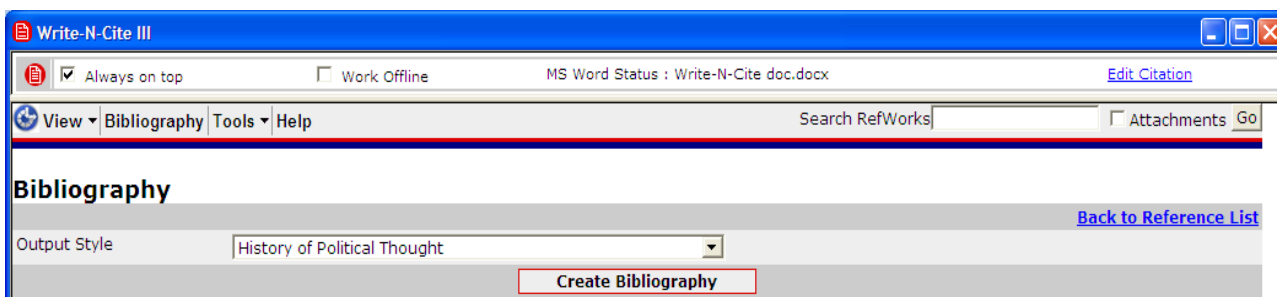 Write-N-Cite III
Always on top Work Offline MS Word Status : Write-N-Cite doc.docx Edit Citation
View Bibliography Tools Help Search RefWorks Attachments Go
Bibliography
Back to Reference List
Output Style History of Political Thought
Create Bibliography